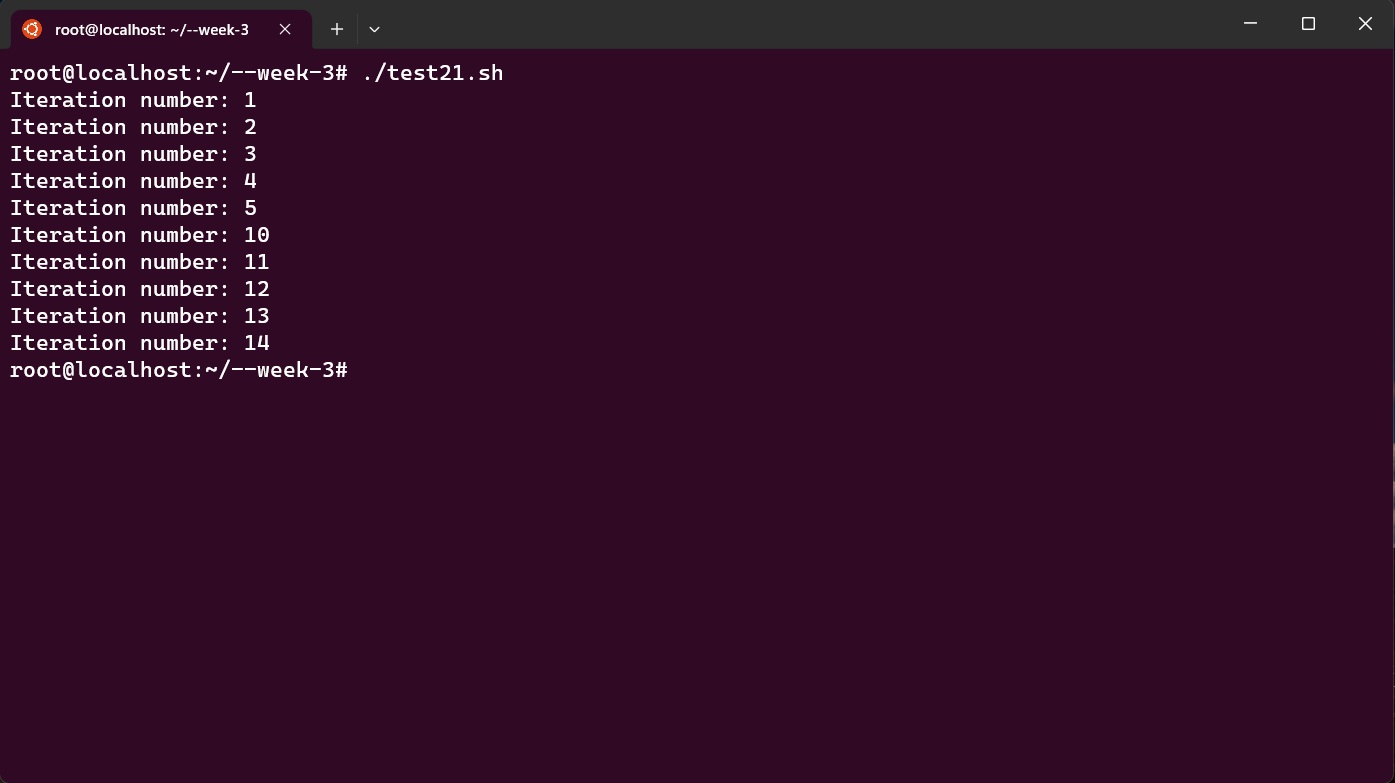 root@localhost: ~/--week-3
root@localhost:~/--week-3# ./test21.sh
Iteration number: 1
Iteration number: 2
Iteration number: 3
Iteration number: 4
Iteration number: 5
Iteration number: 10
Iteration number: 11
Iteration number: 12
Iteration number: 13
Iteration number: 14
root@localhost:~/--week-3#